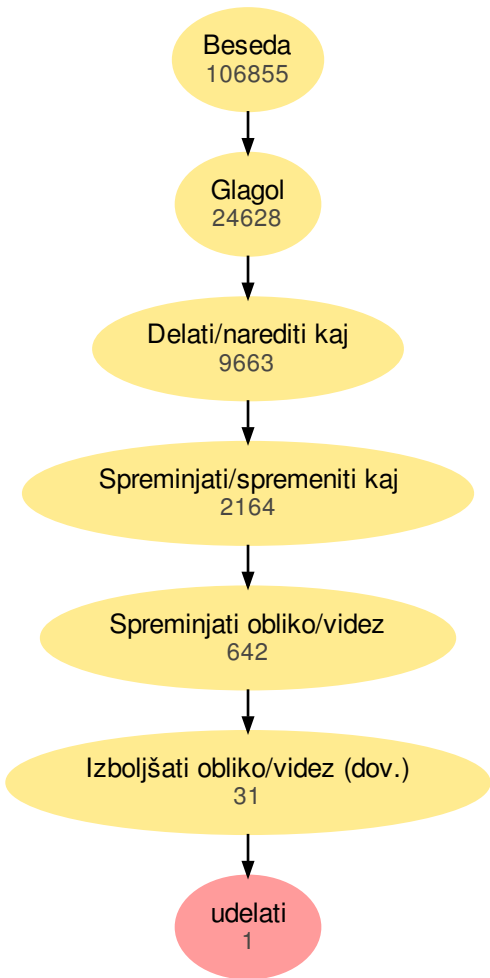 Beseda
106855
Glagol
24628
Delati/narediti kaj
9663
Spreminjati/spremeniti kaj
2164
Spreminjati obliko/videz
642
Izboljšati obliko/videz (dov.)
31
udelati
1